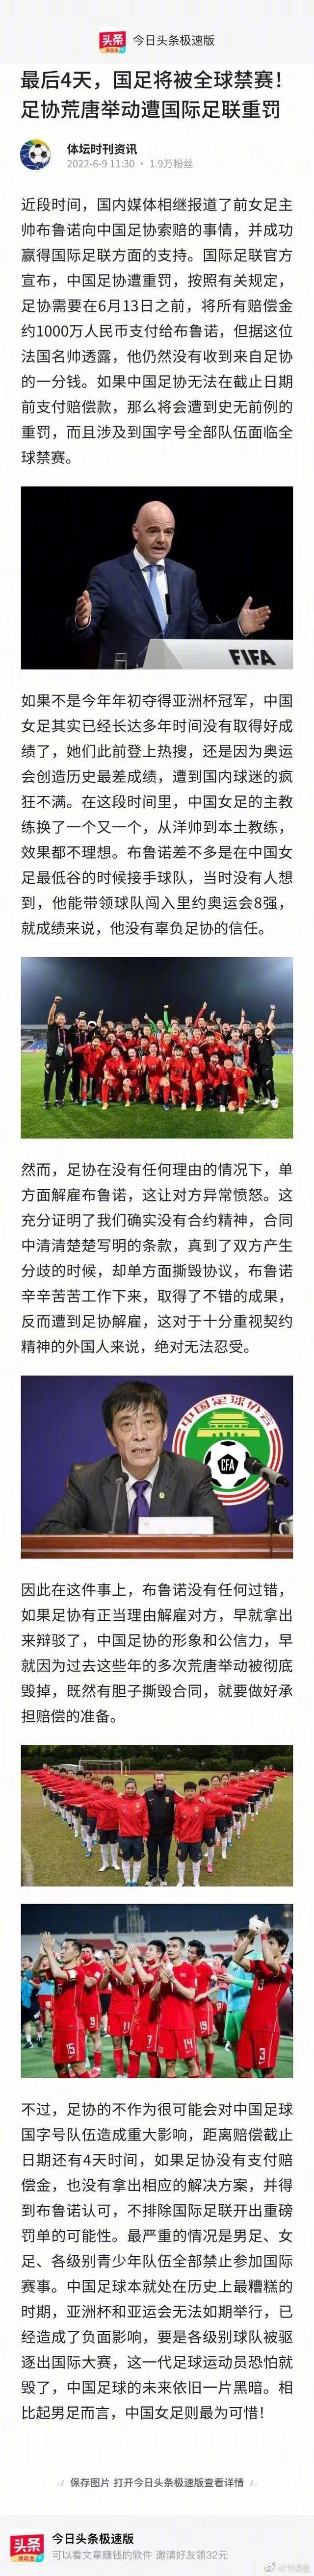 头条
极速版
今日头条极速版
最后4天，国足将被全球禁赛！
足协荒唐举动遭国际足联重罚
体坛时刊资讯
2022-6-9 11:30 · 1.9万粉丝
近段时间，国内媒体相继报道了前女足主
帅布鲁诺向中国足协索赔的事情，并成功
赢得国际足联方面的支持。国际足联官方
宣布，中国足协遭重罚，按照有关规定，
足协需要在6月13日之前，将所有赔偿金
约1000万人民币支付给布鲁诺，但据这位
法国名帅透露，他仍然没有收到来自足协
的一分钱。如果中国足协无法在截止日期
前支付赔偿款，那么将会遭到史无前例的
重罚，而且涉及到国字号全部队伍面临全
球禁赛。
FIFA
如果不是今年年初夺得亚洲杯冠军，中国
女足其实已经长达多年时间没有取得好成
绩了，她们此前登上热搜，还是因为奥运
会创造历史最差成绩，遭到国内球迷的疯
狂不满。在这段时间里，中国女足的主教
练换了一个又一个，从洋帅到本土教练，
效果都不理想。布鲁诺差不多是在中国女
足最低谷的时候接手球队，当时没有人想
到，他能带领球队闯入里约奥运会8强，
就成绩来说，他没有辜负足协的信任。
然而，足协在没有任何理由的情况下，单
方面解雇布鲁诺，这让对方异常愤怒。这
充分证明了我们确实没有合约精神，合同
中清清楚楚写明的条款，真到了双方产生
分歧的时候，却单方面撕毁协议，布鲁诺
辛辛苦苦工作下来，取得了不错的成果，
反而遭到足协解雇，这对于十分重视契约
精神的外国人来说，绝对无法忍受。
中国足球协会
CFA
因此在这件事上，布鲁诺没有任何过错，
如果足协有正当理由解雇对方，早就拿出
来辩驳了，中国足协的形象和公信力，早
就因为过去这些年的多次荒唐举动被彻底
毁掉，既然有胆子撕毁合同，就要做好承
担赔偿的准备。
15
11
7
14
19
3
不过，足协的不作为很可能会对中国足球
国字号队伍造成重大影响，距离赔偿截止
日期还有4天时间，如果足协没有支付赔
偿金，也没有拿出相应的解决方案，并得
到布鲁诺认可，不排除国际足联开出重磅
罚单的可能性。最严重的情况是男足、女
足、各级别青少年队伍全部禁止参加国际
赛事。中国足球本就处在历史上最糟糕的
时期，亚洲杯和亚运会无法如期举行，已
经造成了负面影响，要是各级别球队被驱
逐出国际大赛，这一代足球运动员恐怕就
毁了，中国足球的未来依旧一片黑暗。相
比起男足而言，中国女足则最为可惜！
保存图片 打开今日头条极速版查看详情
头条
极速版
今日头条极速版
可以看文章赚钱的软件 邀请好友领32元